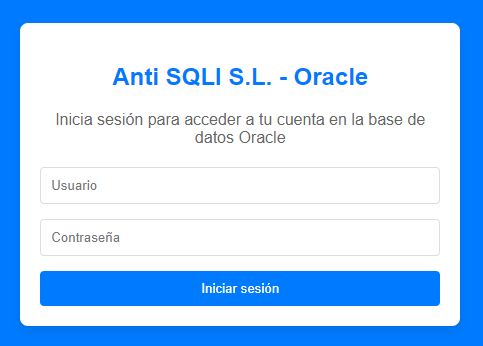 Anti SQLI S.L. - Oracle
Inicia sesión para acceder a tu cuenta en la base de
datos Oracle
Usuario
Contraseña
Iniciar sesión